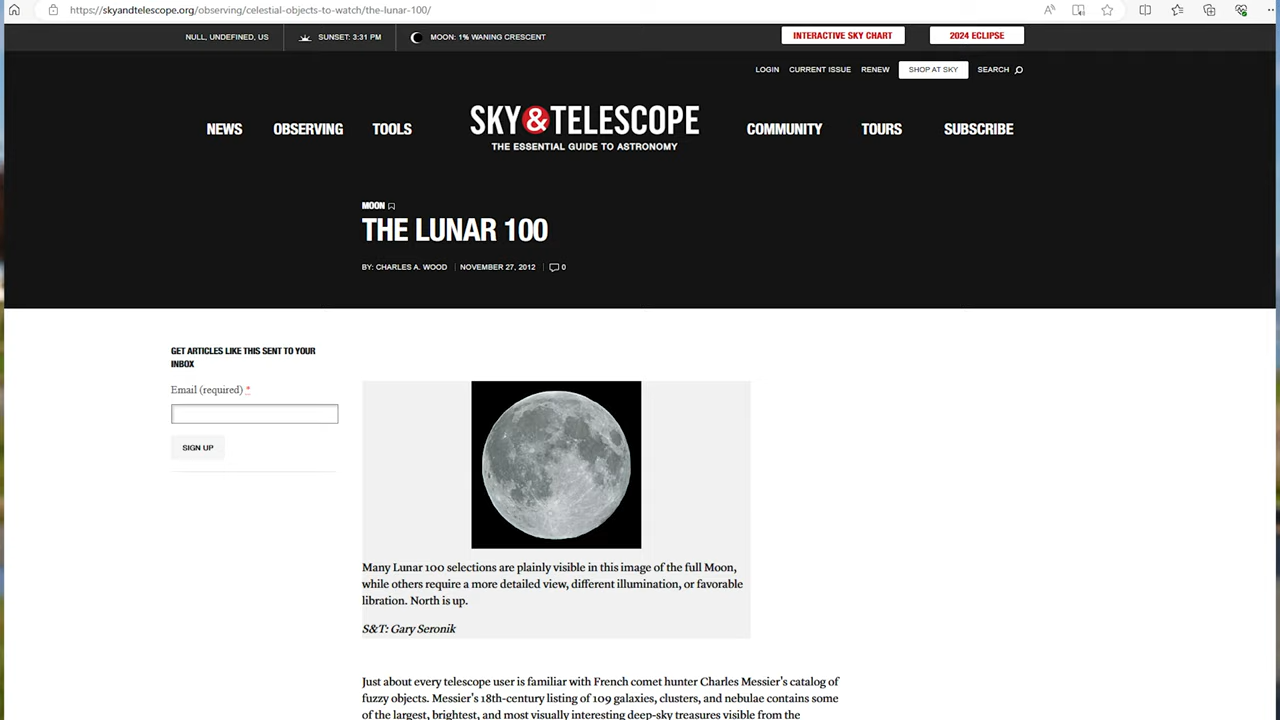 https://skyandtelescope.org/observing/celestial-objects-to-watch/the-lunar-100/
NULL, UNDEFINED, US
SUNSET: 3:31 PM
MOON: 1% WANING CRESCENT
INTERACTIVE SKY CHART
2024 ECLIPSE
LOGIN
CURRENT ISSUE
RENEW
SHOP AT SKY
SEARCH
NEWS
OBSERVING
TOOLS
SKY&TELESCOPE
THE ESSENTIAL GUIDE TO ASTRONOMY
COMMUNITY
TOURS
SUBSCRIBE
MOON
THE LUNAR 100
BY: CHARLES A. WOOD
NOVEMBER 27, 2012
0
GET ARTICLES LIKE THIS SENT TO YOUR
INBOX
Email (required) *
SIGN UP
Many Lunar 100 selections are plainly visible in this image of the full Moon,
while others require a more detailed view, different illumination, or favorable
libration. North is up.
S&T: Gary Seronik
Just about every telescope user is familiar with French comet hunter Charles Messier's catalog of
fuzzy objects. Messier's 18th-century listing of 109 galaxies, clusters, and nebulae contains some
of the largest, brightest, and most visually interesting deep-sky treasures visible from the